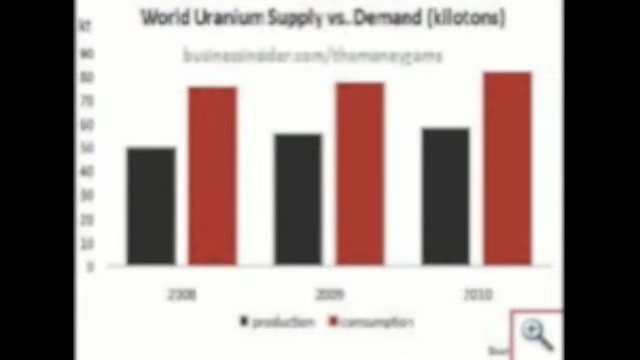 World Uranium Supply vs. Demand (kilotons)
kT
businessinsider.com/themoneygame
90
80
70
60
50
40
30
20
10
0
2008
2009
2010
production
consumption